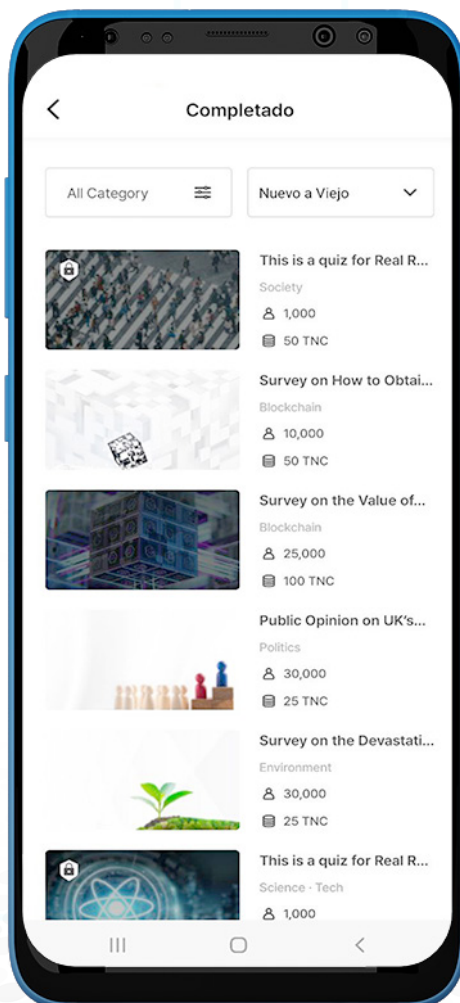 Completado
All Category
Nuevo a Viejo
This is a quiz for Real R...
Society
1,000
50 TNC
Survey on How to Obtai...
Blockchain
10,000
50 TNC
Survey on the Value of...
Blockchain
25,000
100 TNC
Public Opinion on UK's...
Politics
30,000
25 TNC
Survey on the Devastati...
Environment
30,000
25 TNC
This is a quiz for Real R...
Science · Tech
1,000